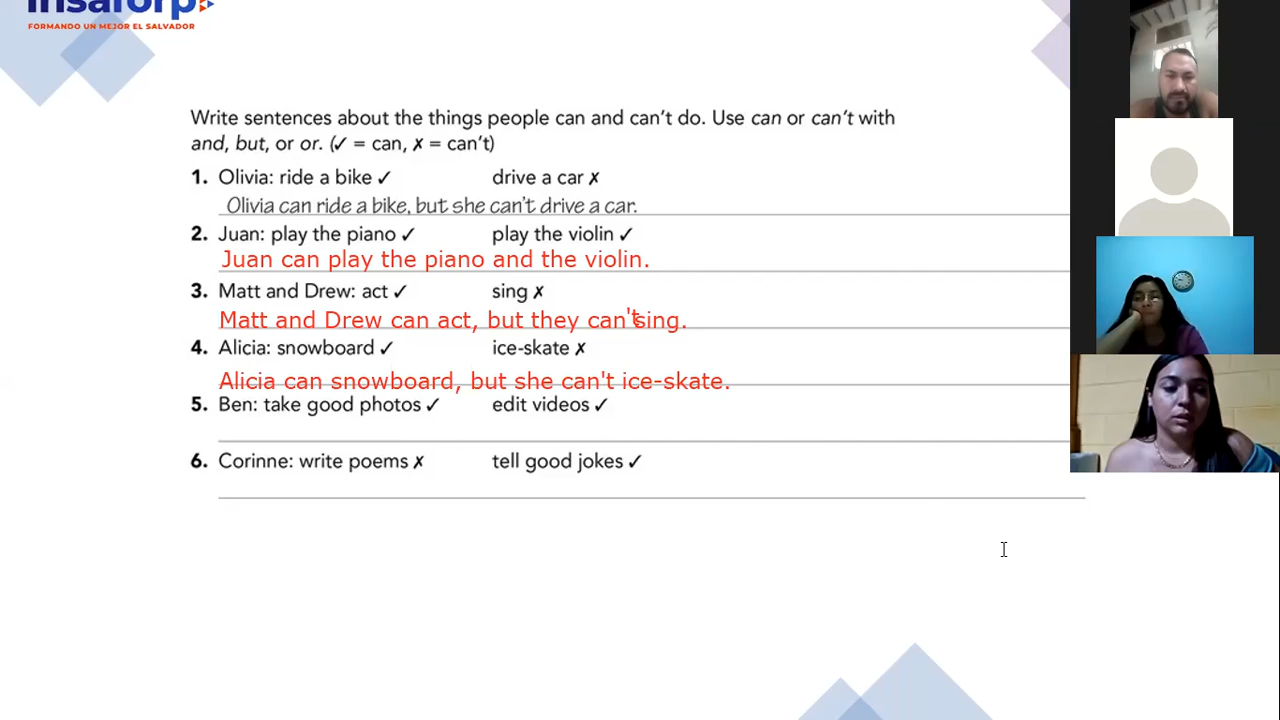 insaforp
FORMANDO UN MEJOR EL SALVADOR
Write sentences about the things people can and can't do. Use can or can't with
and, but, or or. (✓ = can, ✗ = can't)
1. Olivia: ride a bike ✓ drive a car ✗
Olivia can ride a bike, but she can't drive a car.
2. Juan: play the piano ✓ play the violin ✓
Juan can play the piano and the violin.
3. Matt and Drew: act ✓ sing ✗
Matt and Drew can act, but they can't sing.
4. Alicia: snowboard ✓ ice-skate ✗
Alicia can snowboard, but she can't ice-skate.
5. Ben: take good photos ✓ edit videos ✓
6. Corinne: write poems ✗ tell good jokes ✓